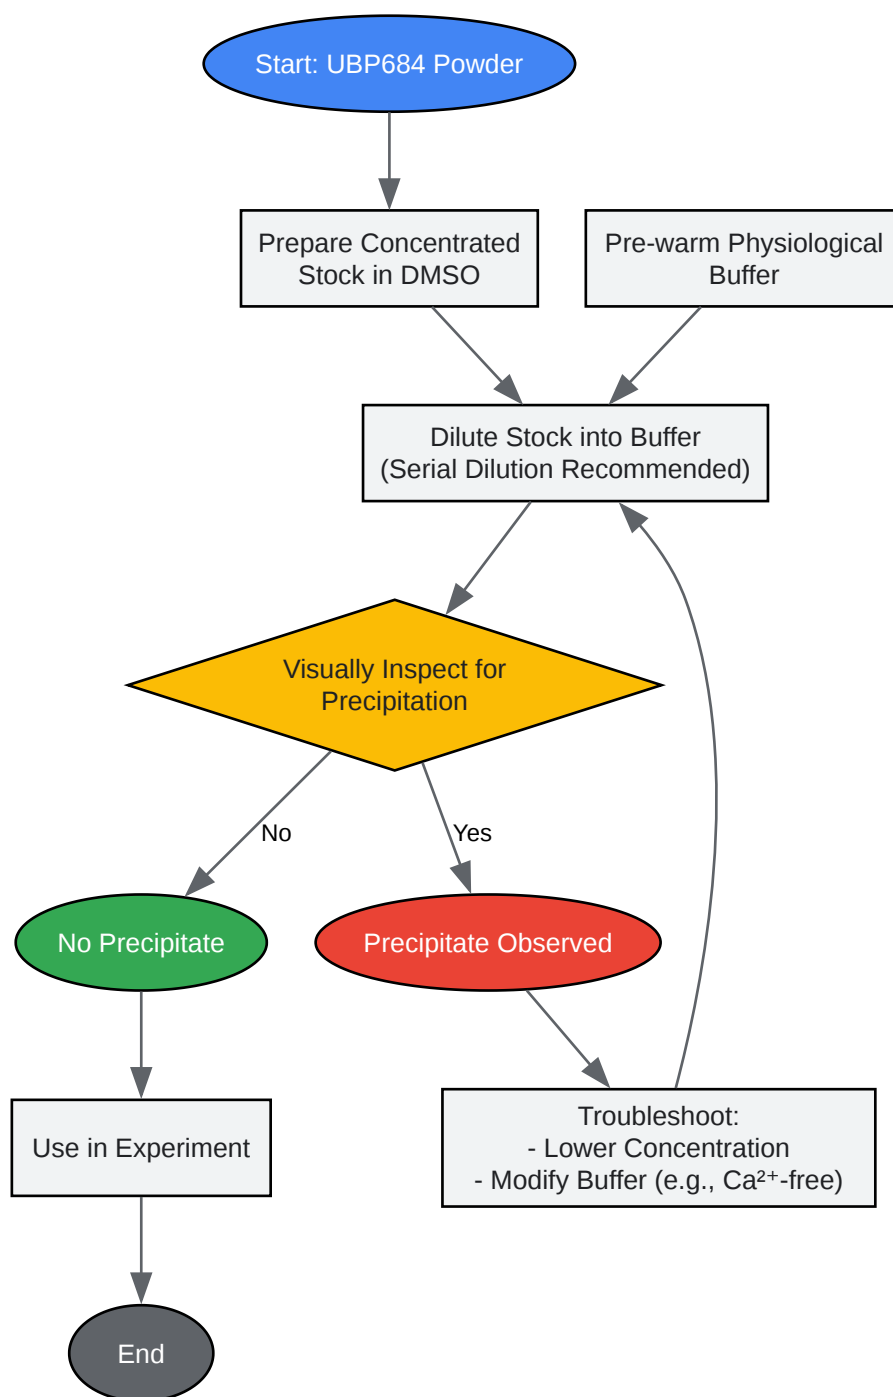 Start: UBP684 Powder
Prepare Concentrated
Stock in DMSO
Pre-warm Physiological
Buffer
Dilute Stock into Buffer
(Serial Dilution Recommended)
Visually Inspect for
Precipitation
No
Yes
No Precipitate
Precipitate Observed
Use in Experiment
Troubleshoot:
- Lower Concentration
- Modify Buffer (e.g., Ca²⁺-free)
End